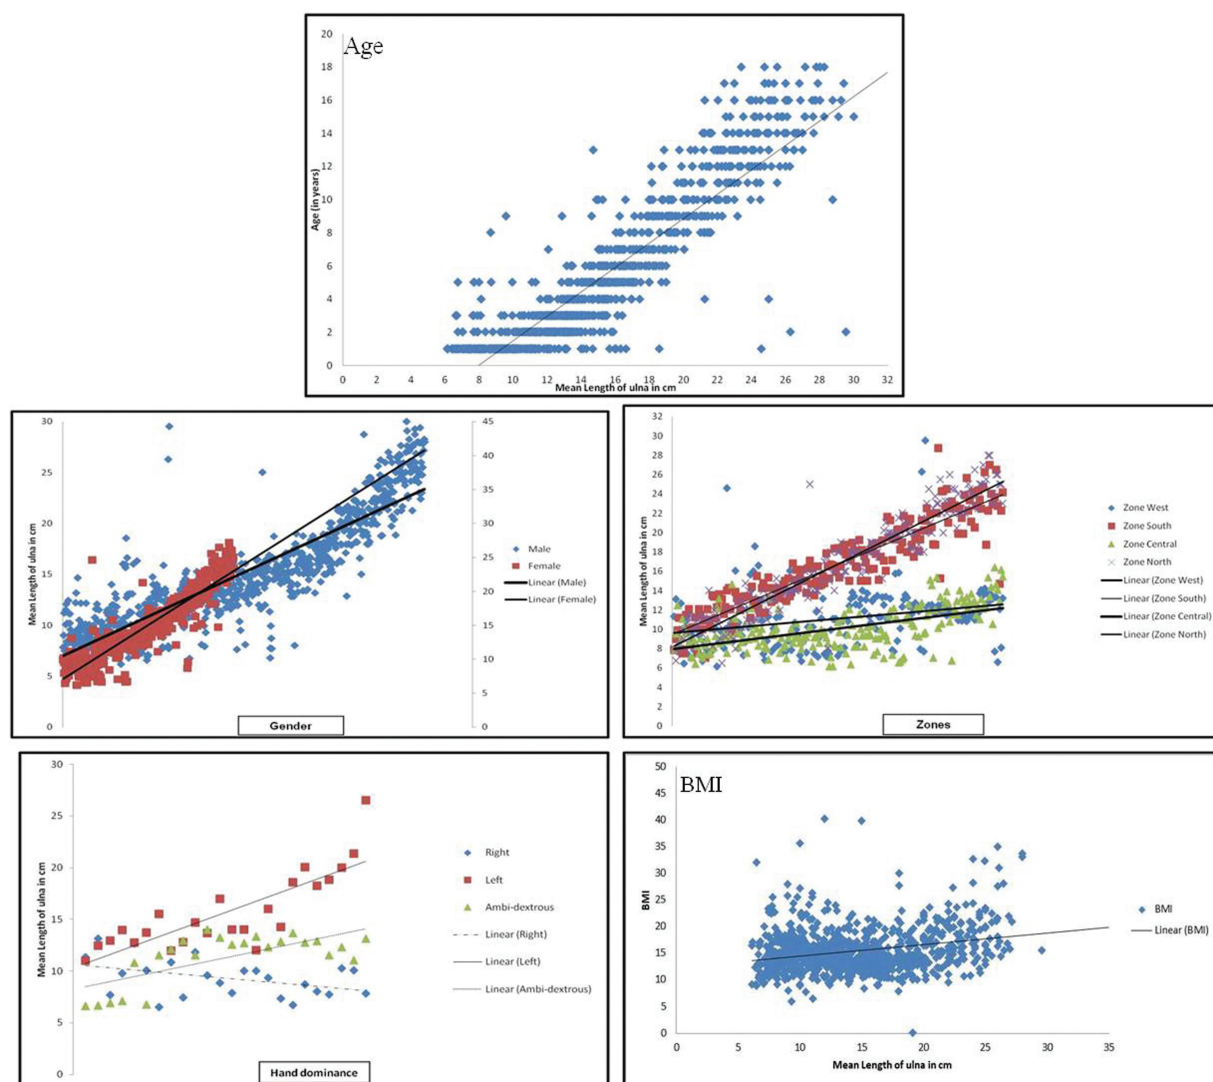 Age
20
18
16
14
12
10
8
6
4
2
0
Age (in years)
0 2 4 6 8 10 12 14 16 18 20 22 24 26 28 30 32
Mean Length of ulna in cm
30
25
20
15
10
5
0
Mean Length of ulna in cm
45
40
35
30
25
20
15
10
5
0
Male
Female
Linear (Male)
Linear (Female)
Gender
32
30
28
26
24
22
20
18
16
14
12
10
8
6
4
2
0
Mean Length of ulna in cm
Zone West
Zone South
Zone Central
Zone North
Linear (Zone West)
Linear (Zone South)
Linear (Zone Central)
Linear (Zone North)
Zones
30
25
20
15
10
5
0
Mean Length of ulna in cm
Right
Left
Ambi-dextrous
Linear (Right)
Linear (Left)
Linear (Ambi-dextrous)
Hand dominance
BMI
50
45
40
35
30
25
20
15
10
5
0
BMI
0 5 10 15 20 25 30 35
Mean Length of ulna in cm
BMI
Linear (BMI)